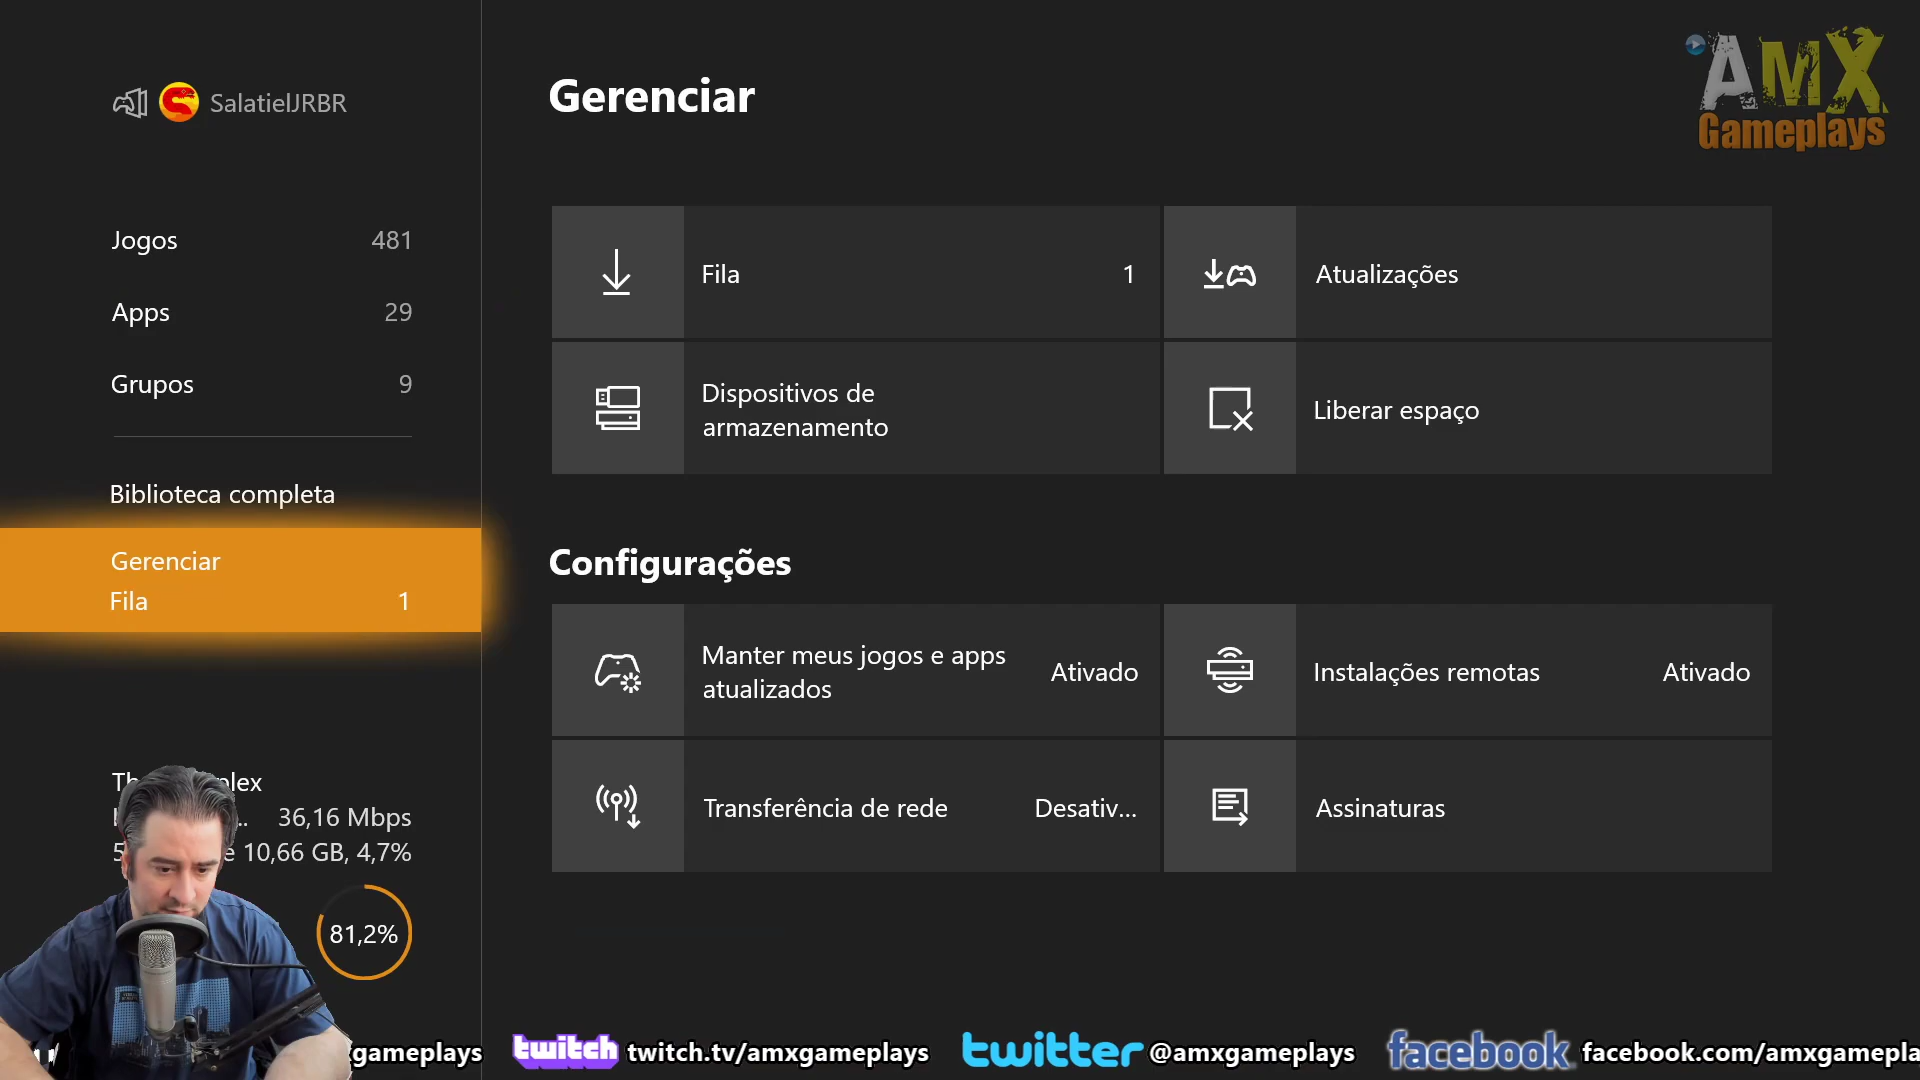 SalatielJRBR
Jogos 481
Apps 29
Grupos 9
Biblioteca completa
Gerenciar
Fila 1
36,16 Mbps
10,66 GB, 4,7%
81,2%
Gerenciar
AMX
Gameplays
Fila 1
Atualizações
Dispositivos de
armazenamento
Liberar espaço
Configurações
Manter meus jogos e apps
atualizados
Ativado
Instalações remotas Ativado
Transferência de rede Desativ...
Assinaturas
xgameplays twitch twitch.tv/amxgameplays twitter @amxgameplays facebook facebook.com/amxgamepla